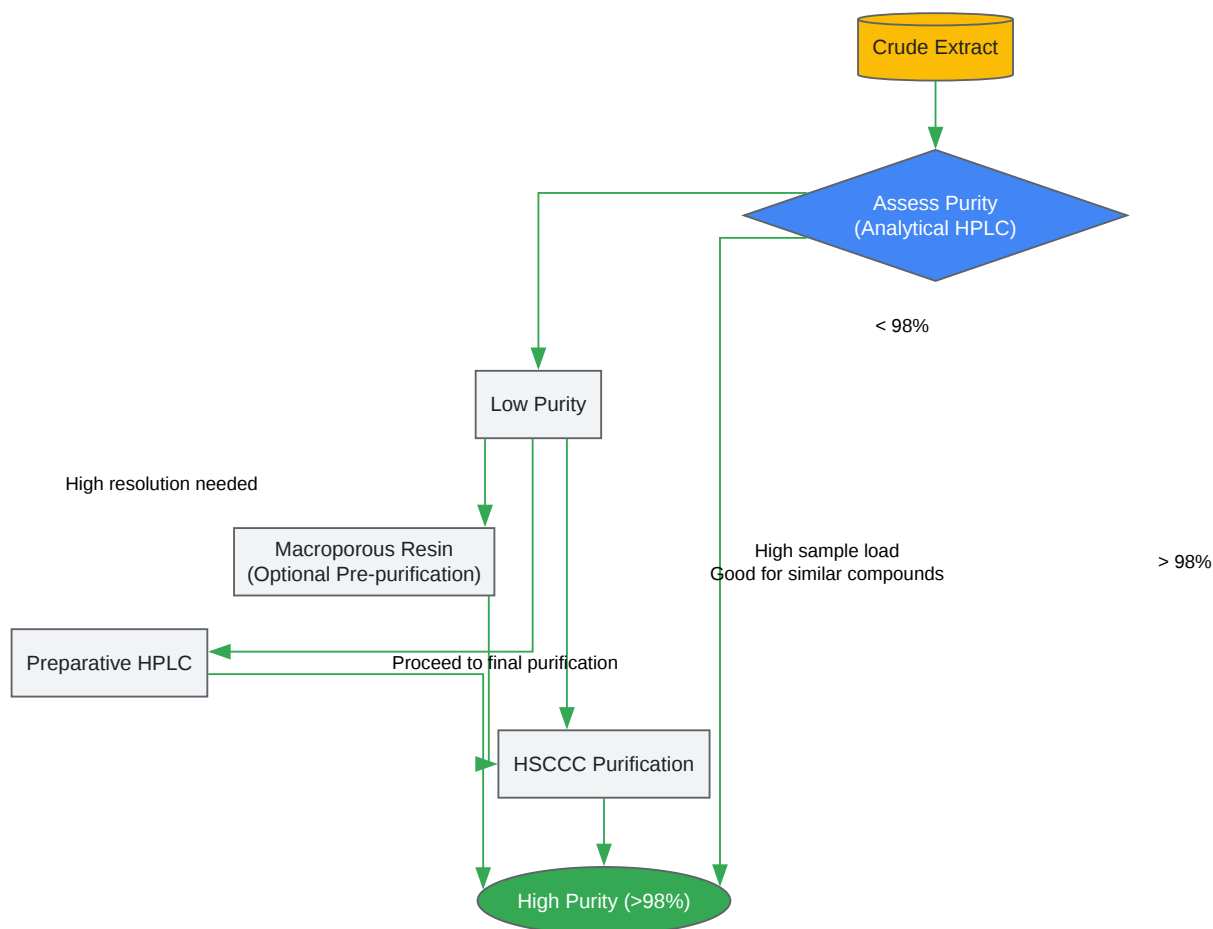 Crude Extract
Assess Purity
(Analytical HPLC)
< 98%
Low Purity
High resolution needed
Macroporous Resin
(Optional Pre-purification)
High sample load
Good for similar compounds
> 98%
Preparative HPLC
Proceed to final purification
HSCCC Purification
High Purity (>98%)